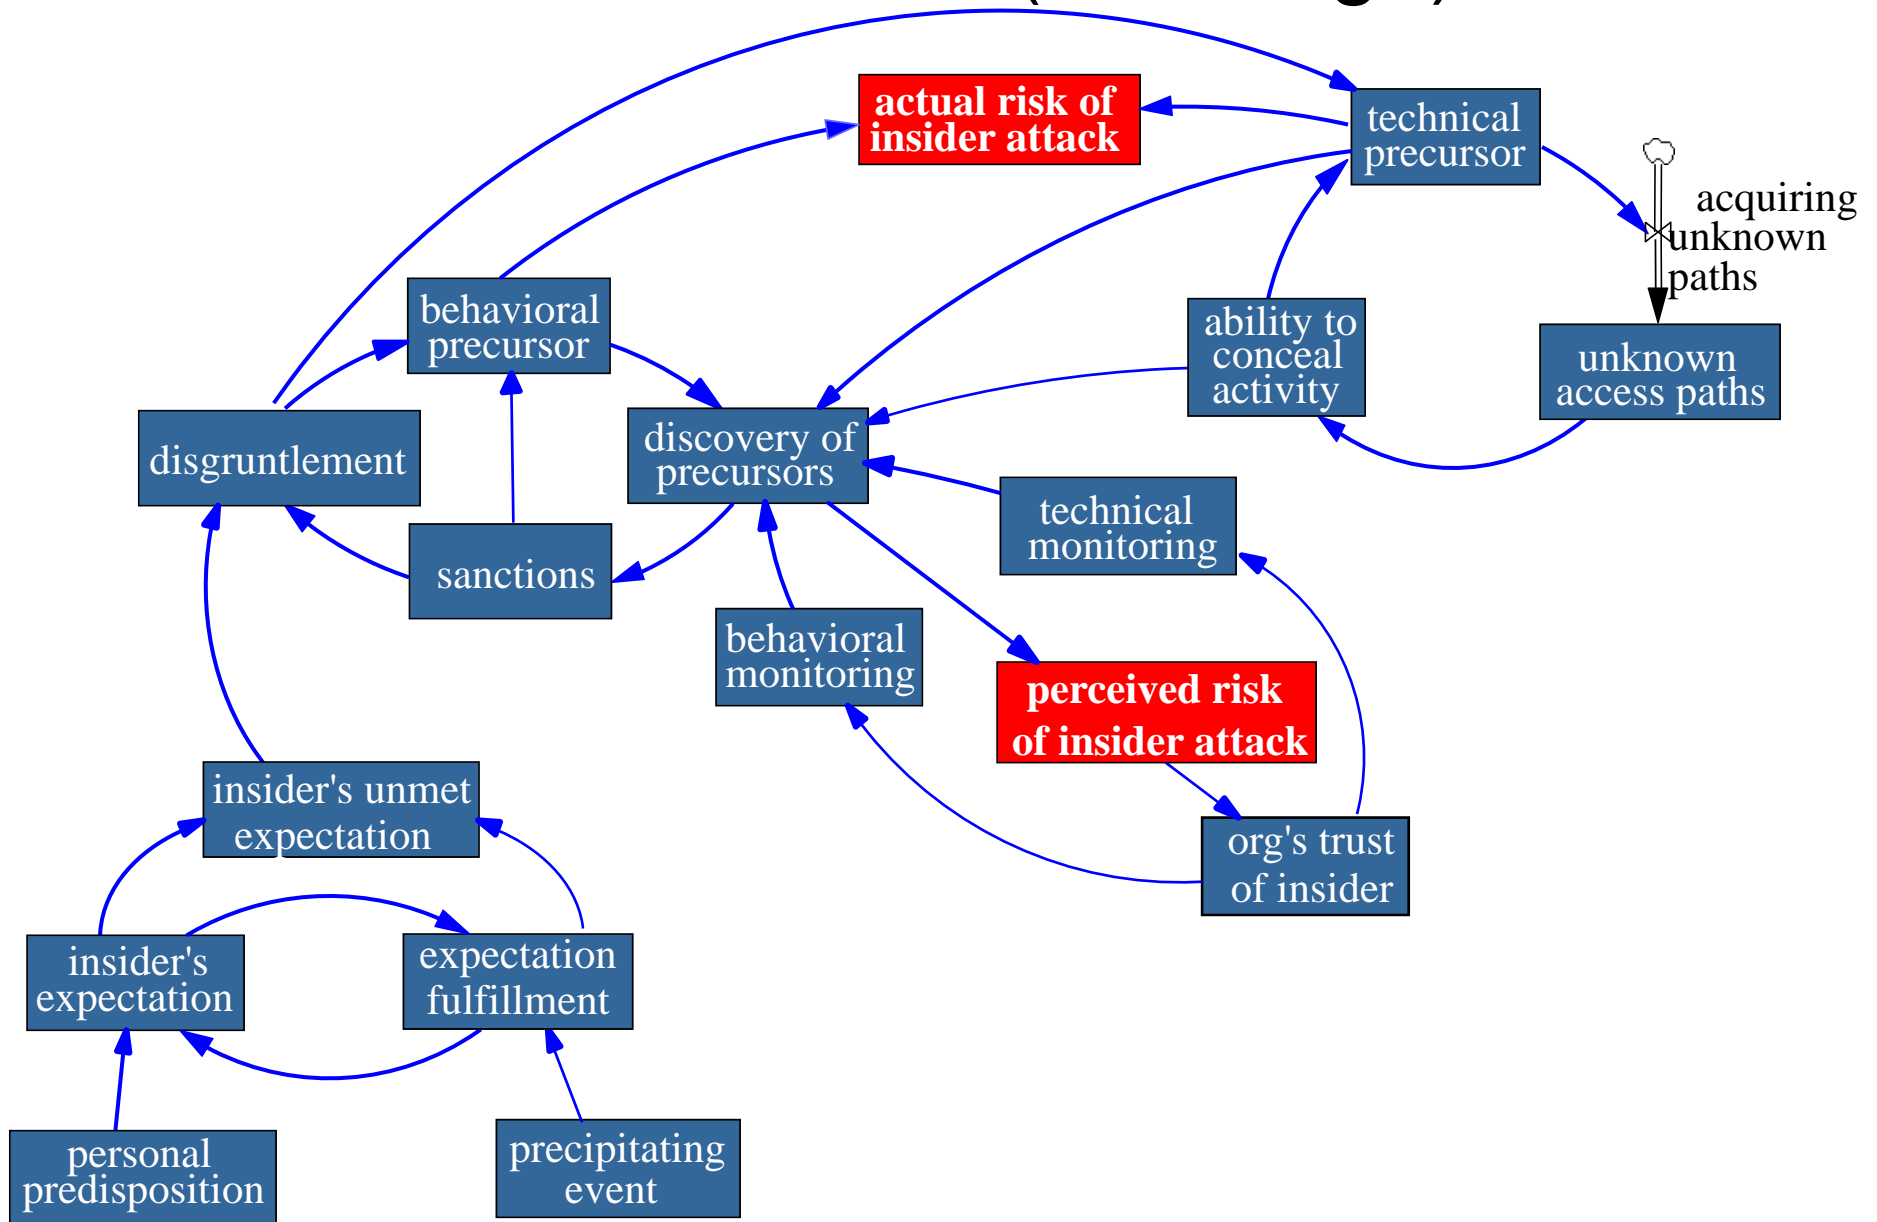 actual risk of
insider attack
technical
precursor
acquiring
unknown
paths
behavioral
precursor
ability to
conceal
activity
unknown
access paths
disgruntlement
discovery of
precursors
technical
monitoring
sanctions
behavioral
monitoring
perceived risk
of insider attack
insider's unmet
expectation
org's trust
of insider
insider's
expectation
expectation
fulfillment
personal
predisposition
precipitating
event